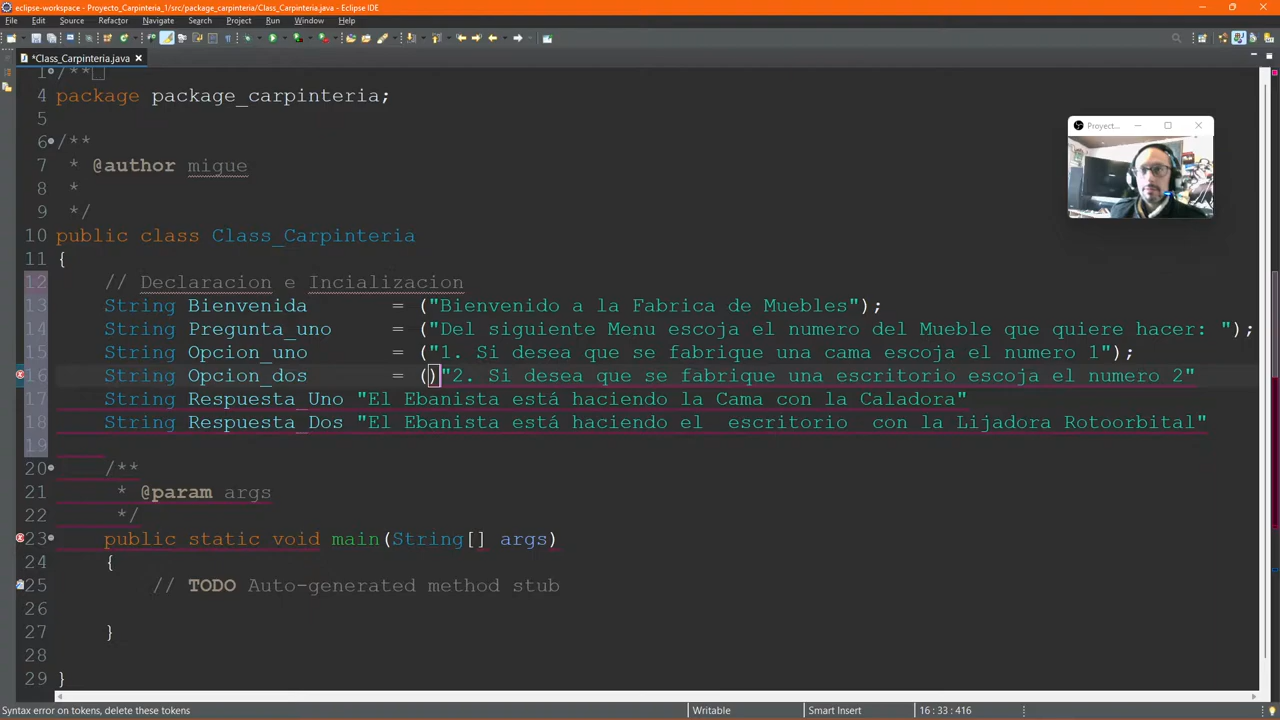 eclipse-workspace - Proyecto_Carpinteria_1/src/package_carpinteria/Class_Carpinteria.java - Eclipse IDE
File Edit Source Refactor Navigate Search Project Run Window Help
*Class_Carpinteria.java
1 /**
4 package package_carpinteria;
5
6 /**
7 * @author migue
8 *
9 */
10 public class Class_Carpinteria
11 {
12 // Declaracion e Incializacion
13 String Bienvenida = ("Bienvenido a la Fabrica de Muebles");
14 String Pregunta_uno = ("Del siguiente Menu escoja el numero del Mueble que quiere hacer: ");
15 String Opcion_uno = ("1. Si desea que se fabrique una cama escoja el numero 1");
16 String Opcion_dos = ()"2. Si desea que se fabrique una escritorio escoja el numero 2"
17 String Respuesta_Uno "El Ebanista está haciendo la Cama con la Caladora"
18 String Respuesta_Dos "El Ebanista está haciendo el  escritorio  con la Lijadora Rotoorbital"
19
20 /**
21 * @param args
22 */
23 public static void main(String[] args)
24 {
25 // TODO Auto-generated method stub
26
27 }
28
29 }
Proyect...
Syntax error on tokens, delete these tokens
Writable
Smart Insert
16 : 33 : 416